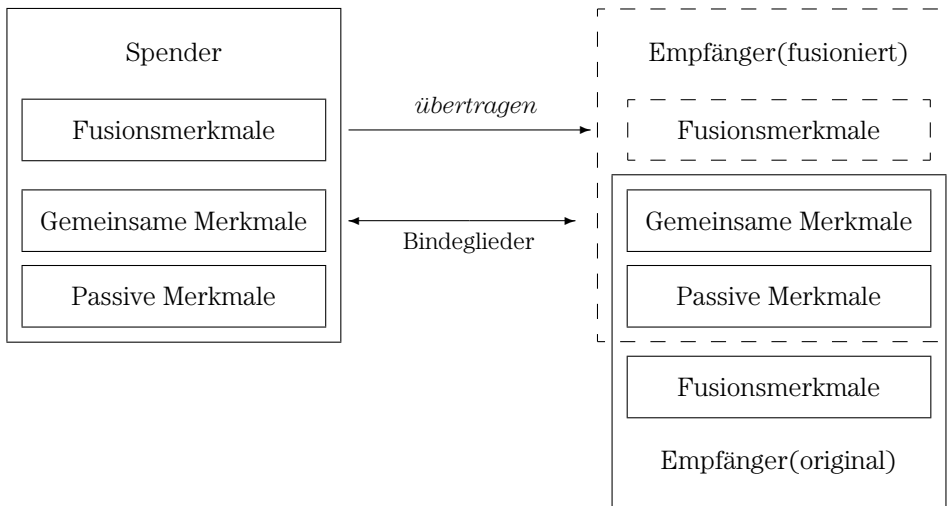 Spender
Fusionsmerkmale
Gemeinsame Merkmale
Passive Merkmale
übertragen
Bindeglieder
Empfänger(fusioniert)
Fusionsmerkmale
Gemeinsame Merkmale
Passive Merkmale
Fusionsmerkmale
Empfänger(original)